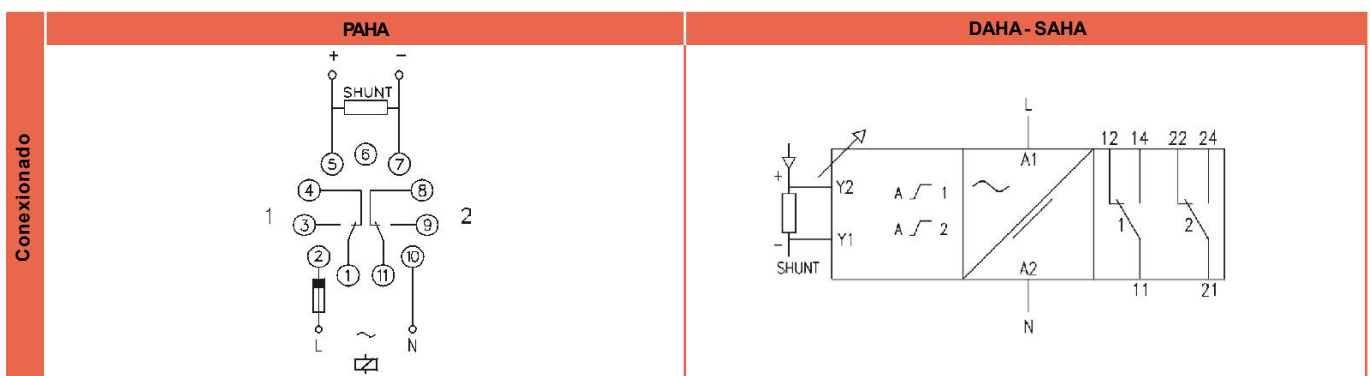 PAHA
DAHA - SAHA
Conexionado
+ −
SHUNT
5 6 7
4 8
1 3 9 2
2 1 11 10
L ~ N
L
12 14 22 24
A1
+
Y2
A 1
~
1 2
A 2
− Y1
SHUNT
A2
11 21
N